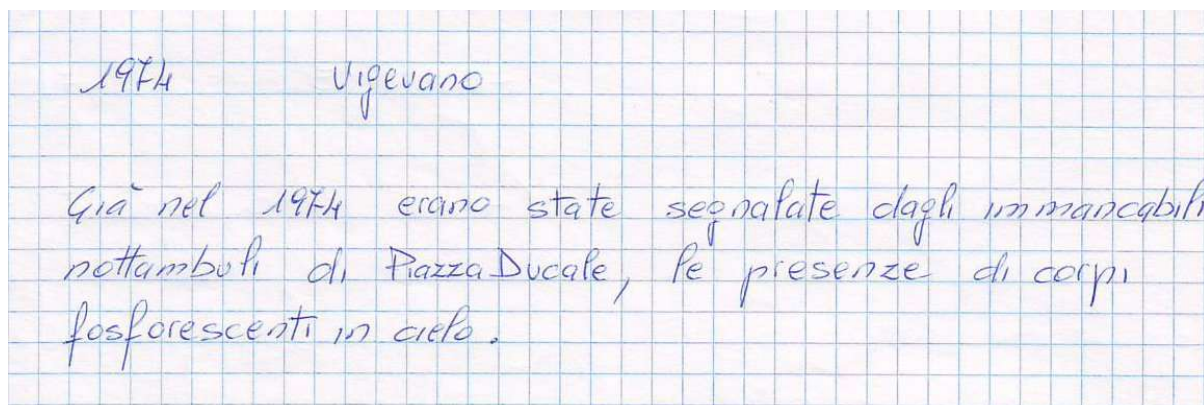 1974 Vigevano
Già nel 1974 erano state segnalate dagli immancabili
nottambuli di Piazza Ducale, le presenze di corpi
fosforescenti in cielo.